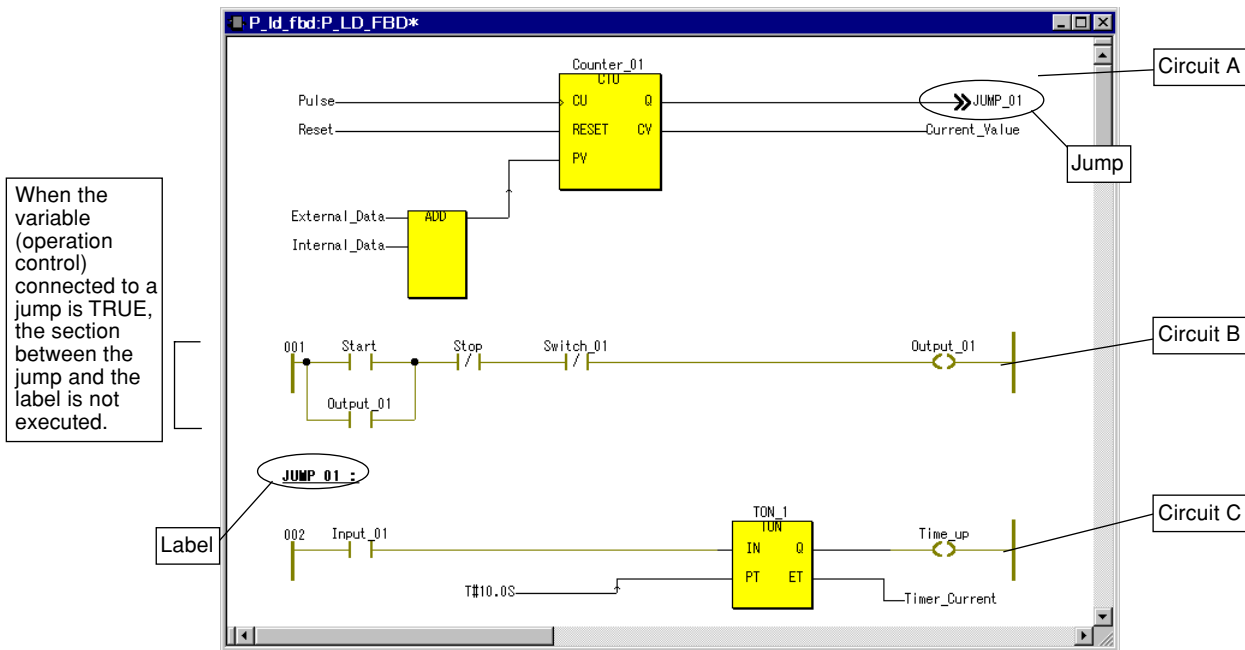 P_ld_fbd:P_LD_FBD*
Circuit A
Counter_01
CTU
Pulse
CU
Q
JUMP_01
Reset
RESET
CV
Current_Value
PV
Jump
When the
variable
(operation
control)
connected to a
jump is TRUE,
the section
between the
jump and the
label is not
executed.
External_Data
ADD
Internal_Data
001
Start
Stop
Switch_01
Output_01
Circuit B
Output_01
JUMP_01 :
Label
002
Input_01
TON_1
TON
IN
Q
Time_up
Circuit C
T#10.0S
PT
ET
Timer_Current